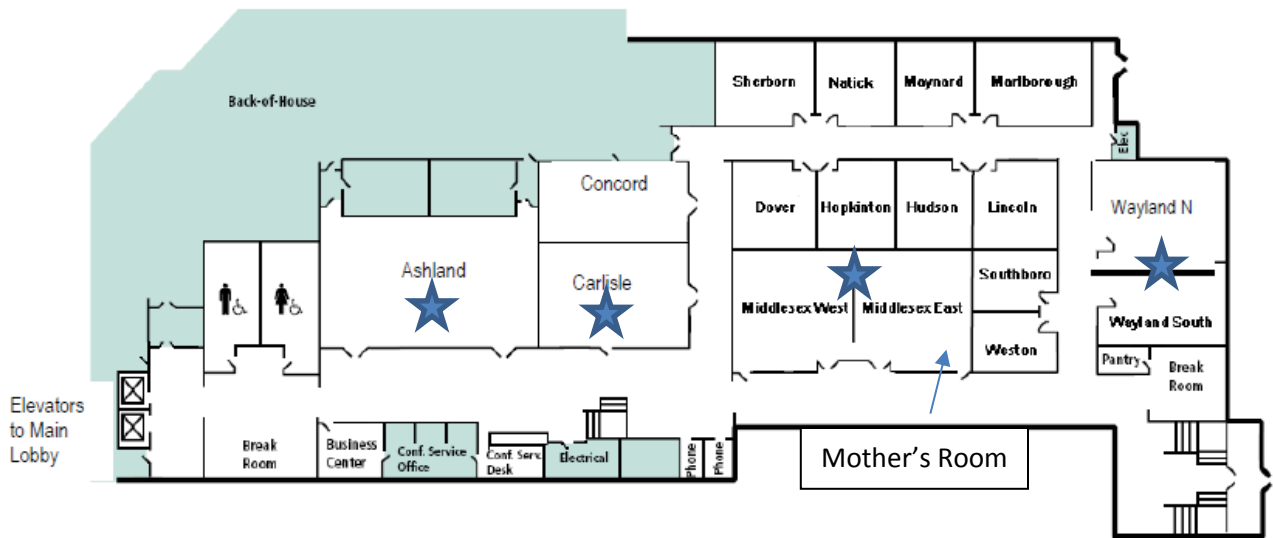 Back-of-House
Sherborn
Natick
Maynard
Marlborough
Elec
Concord
Dover
Hopkinton
Hudson
Lincoln
Wayland N
Ashland
Carlisle
Southboro
Middlesex West
Middlesex East
Wayland South
Weston
Pantry
Break
Room
Elevators
to Main
Lobby
Break
Room
Business
Center
Conf. Service
Office
Conf. Serv.
Desk
Electrical
Phone
Phone
Mother's Room